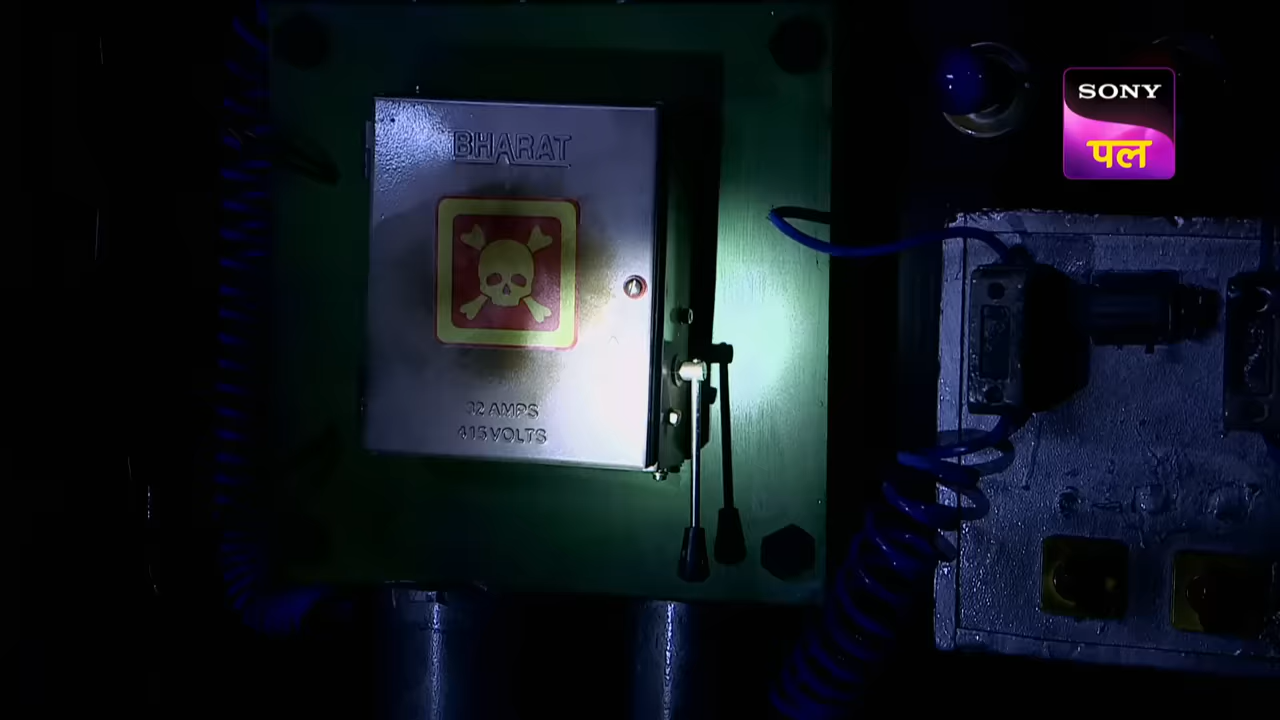 BHARAT
32 AMPS
415 VOLTS
SONY
पल